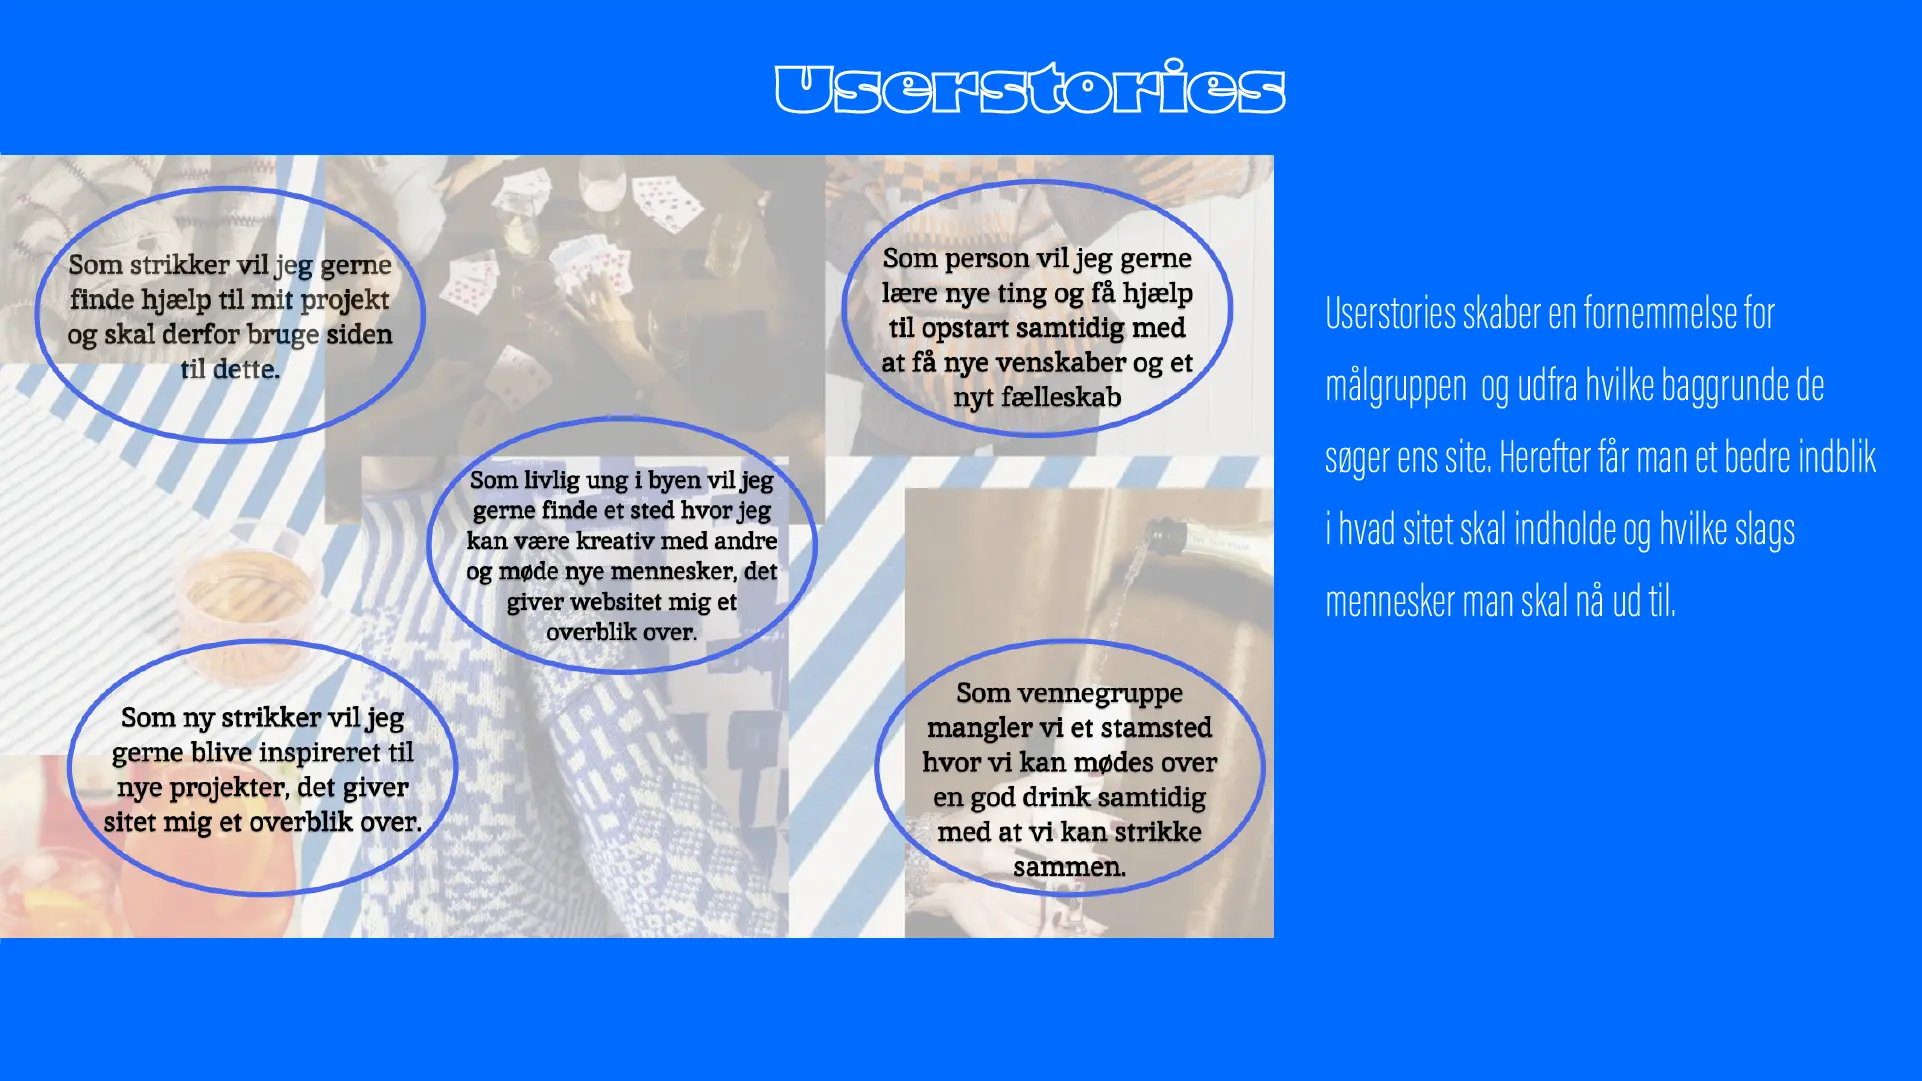 Userstories
Som strikker vil jeg gerne
finde hjælp til mit projekt
og skal derfor bruge siden
til dette.
Som person vil jeg gerne
lære nye ting og få hjælp
til opstart samtidig med
at få nye venskaber og et
nyt fælleskab
Som livlig ung i byen vil jeg
gerne finde et sted hvor jeg
kan være kreativ med andre
og møde nye mennesker, det
giver websitet mig et
overblik over.
Som ny strikker vil jeg
gerne blive inspireret til
nye projekter, det giver
sitet mig et overblik over.
Som vennegruppe
mangler vi et stamsted
hvor vi kan mødes over
en god drink samtidig
med at vi kan strikke
sammen.
Userstories skaber en fornemmelse for
målgruppen og udfra hvilke baggrunde de
søger ens site. Herefter får man et bedre indblik
i hvad sitet skal indholde og hvilke slags
mennesker man skal nå ud til.